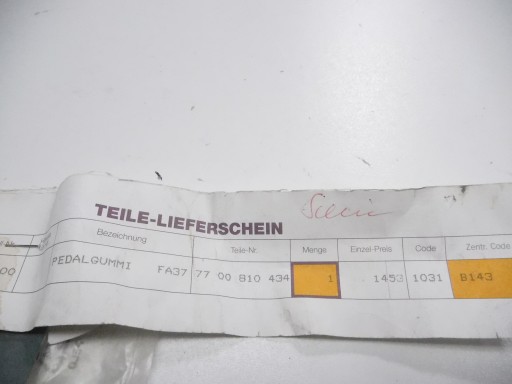 TEILE-LIEFERSCHEIN
Bezeichnung Teile-Nr. Menge Einzel-Preis Code Zentr. Code
00 PEDALGUMMI FA37 77 00 810 434 1 1453 1031 B143